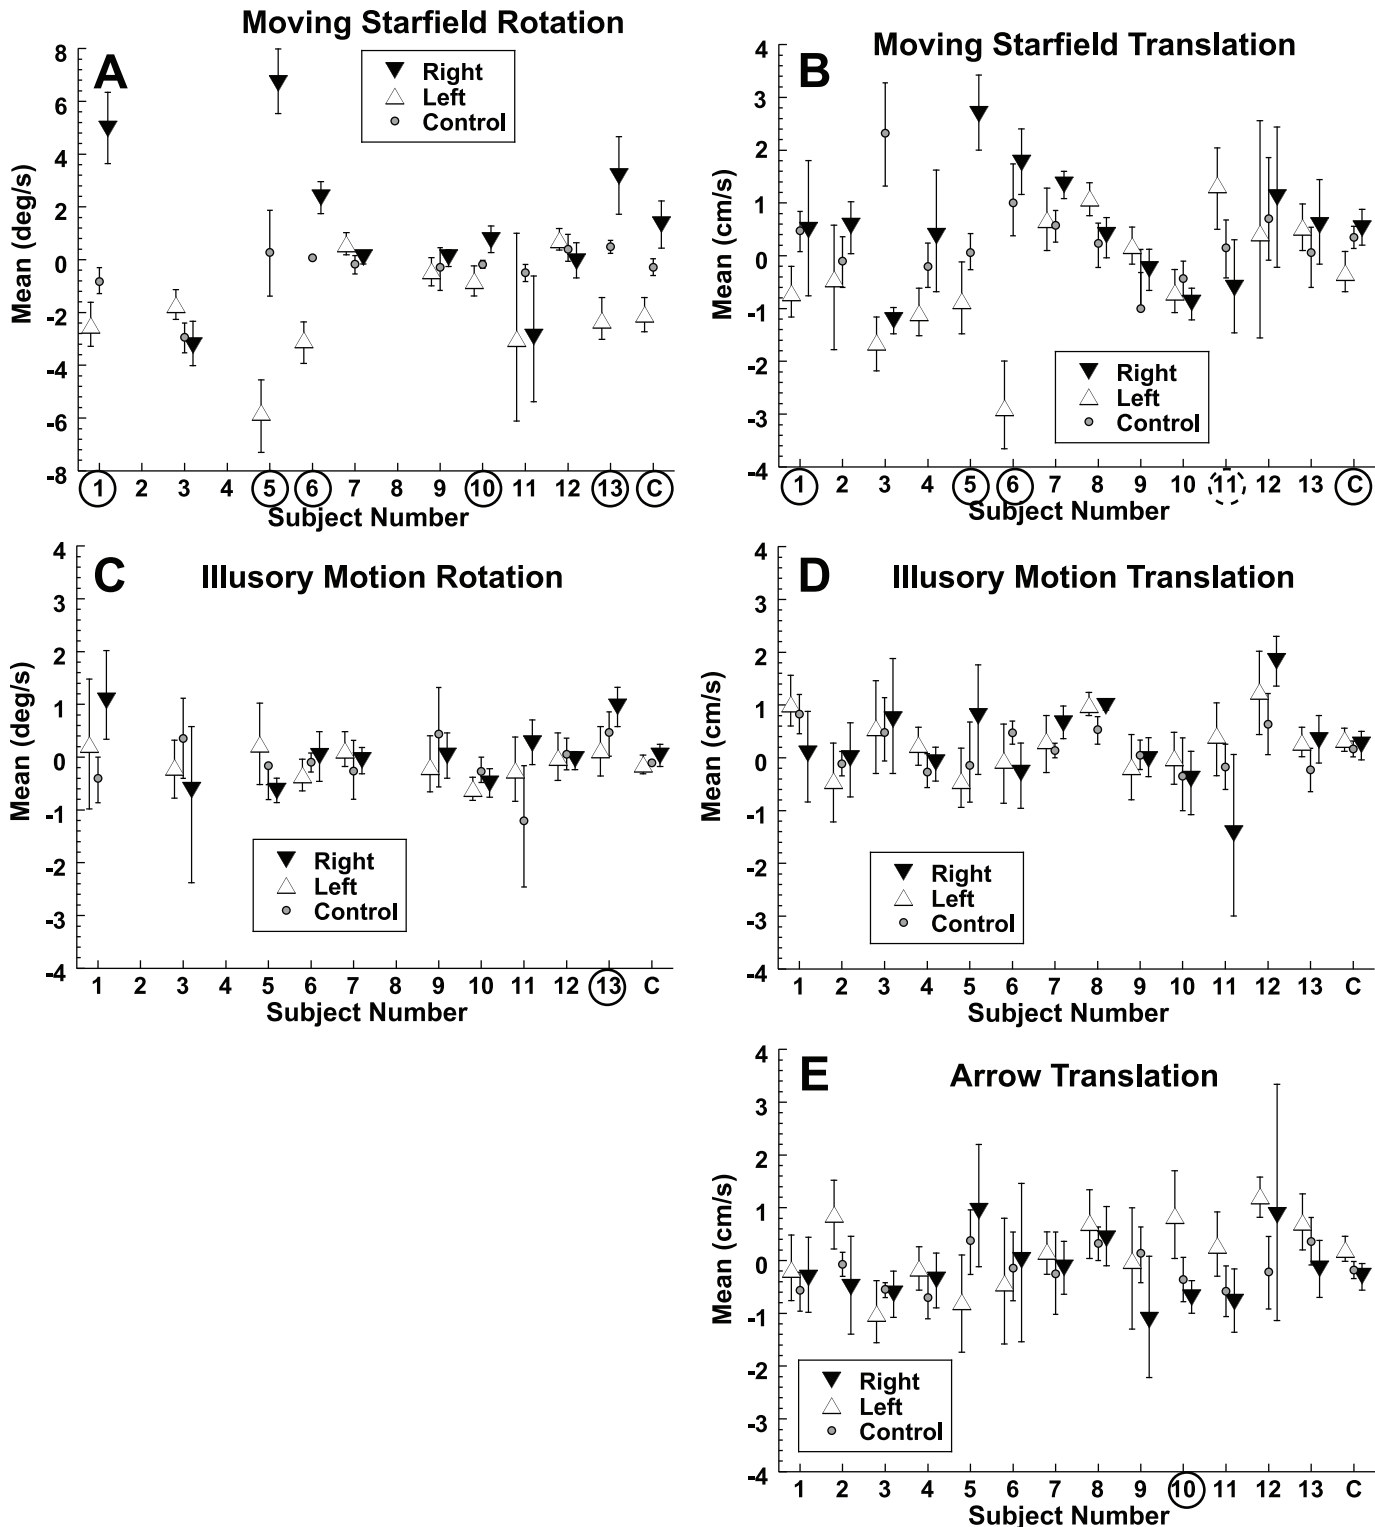 Moving Starfield Rotation
A
Right
Left
Control
Mean (deg/s)
8
6
4
2
0
-2
-4
-6
-8
1 2 3 4 5 6 7 8 9 10 11 12 13 C
Subject Number
Moving Starfield Translation
B
Right
Left
Control
Mean (cm/s)
4
3
2
1
0
-1
-2
-3
-4
1 2 3 4 5 6 7 8 9 10 11 12 13 C
Subject Number
Illusory Motion Rotation
C
Right
Left
Control
Mean (deg/s)
4
3
2
1
0
-1
-2
-3
-4
1 2 3 4 5 6 7 8 9 10 11 12 13 C
Subject Number
Illusory Motion Translation
D
Right
Left
Control
Mean (cm/s)
4
3
2
1
0
-1
-2
-3
-4
1 2 3 4 5 6 7 8 9 10 11 12 13 C
Subject Number
Arrow Translation
E
Right
Left
Control
Mean (cm/s)
4
3
2
1
0
-1
-2
-3
-4
1 2 3 4 5 6 7 8 9 10 11 12 13 C
Subject Number